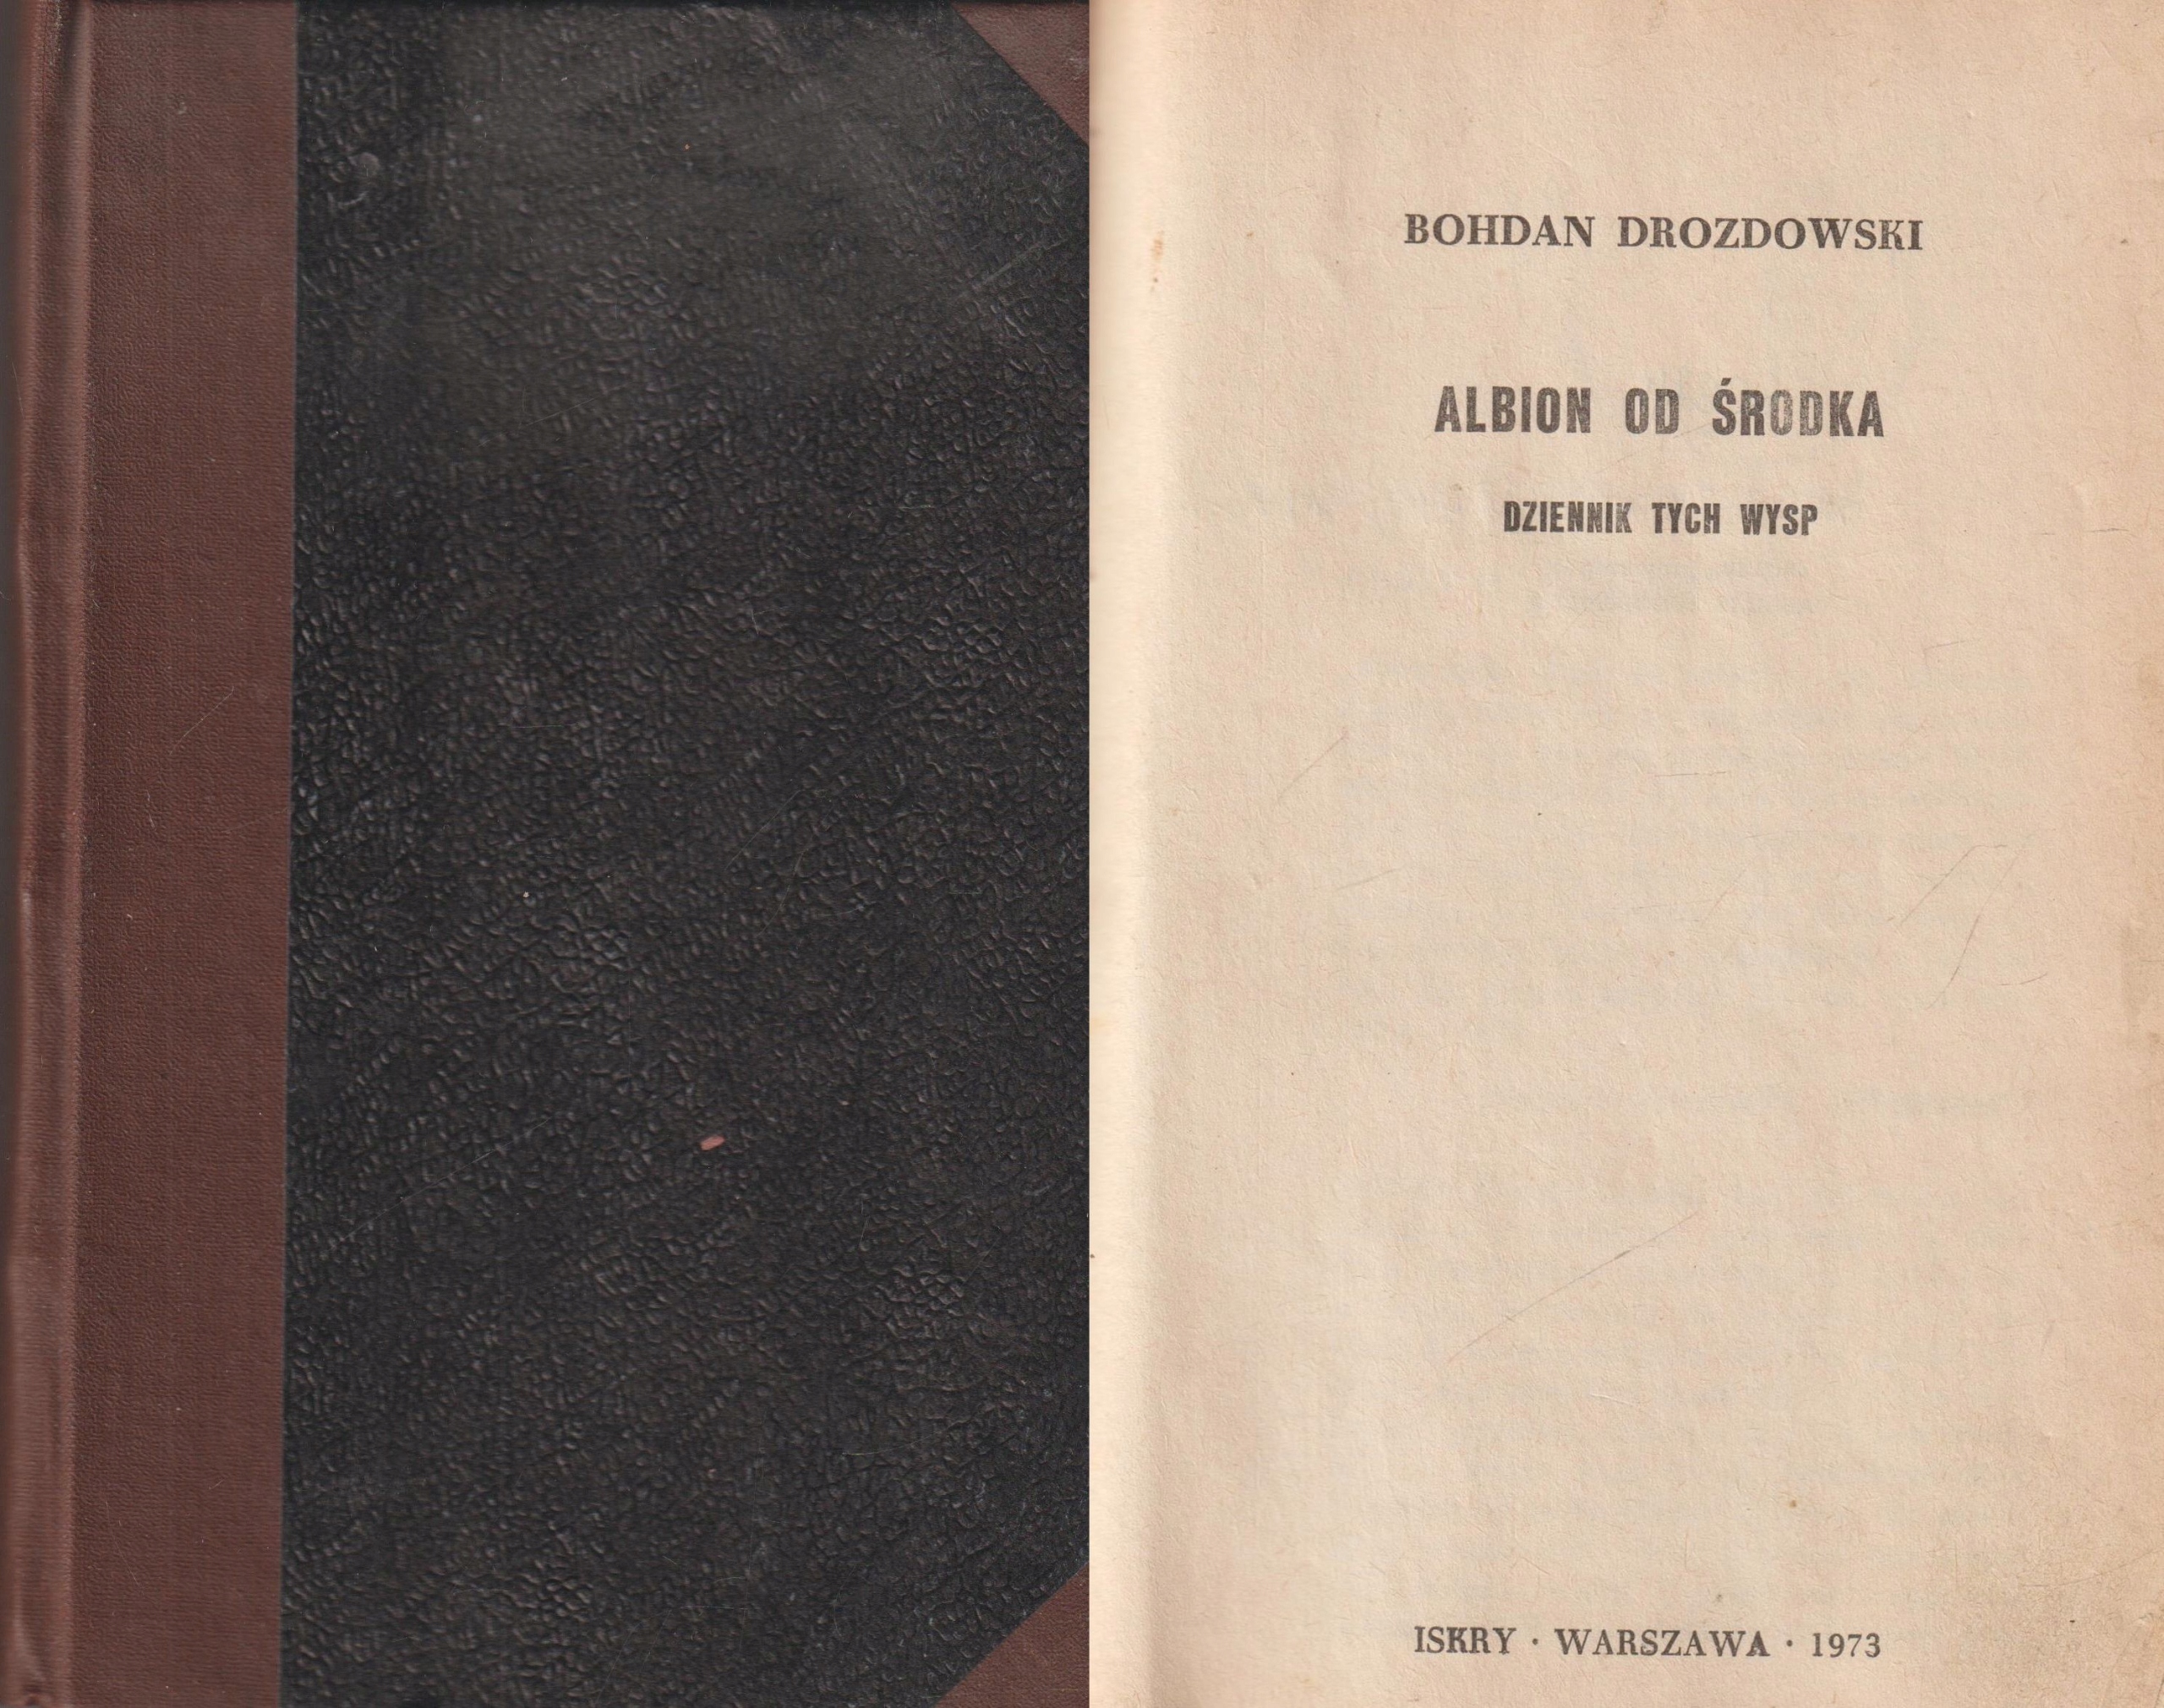 BOHDAN DROZDOWSKI
ALBION OD ŚRODKA
DZIENNIK TYCH WYSP
ISKRY · WARSZAWA · 1973